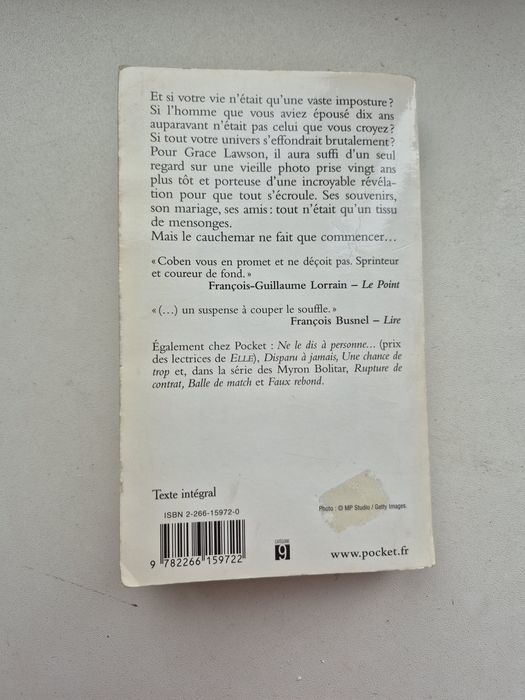 Et si votre vie n'était qu'une vaste imposture ?
Si l'homme que vous aviez épousé dix ans
auparavant n'était pas celui que vous croyez ?
Si tout votre univers s'effondrait brutalement ?
Pour Grace Lawson, il aura suffi d'un seul
regard sur une vieille photo prise vingt ans
plus tôt et porteuse d'une incroyable révéla-
tion pour que tout s'écroule. Ses souvenirs,
son mariage, ses amis : tout n'était qu'un tissu
de mensonges.
Mais le cauchemar ne fait que commencer...
« Coben vous en promet et ne déçoit pas. Sprinteur
et coureur de fond. »
François-Guillaume Lorrain – Le Point
« (...) un suspense à couper le souffle. »
François Busnel – Lire
Également chez Pocket : Ne le dis à personne... (prix
des lectrices de ELLE), Disparu à jamais, Une chance de
trop et, dans la série des Myron Bolitar, Rupture de
contrat, Balle de match et Faux rebond.
Texte intégral
Photo : © MP Studio / Getty Images.
ISBN 2-266-15972-0
9 782266 159722
CATÉGORIE
9
www.pocket.fr